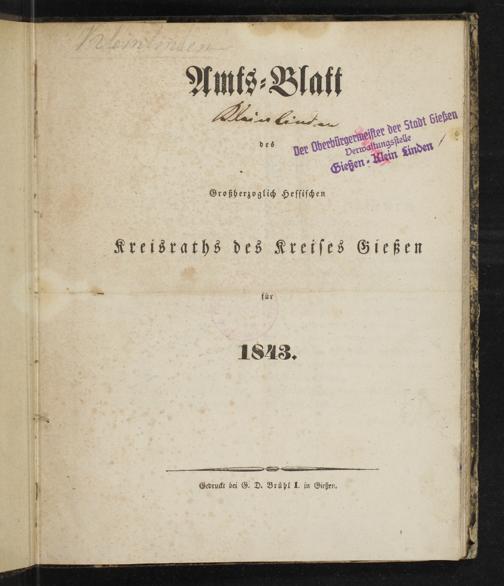 Kleinlinden
Amts-Blatt
Kleinlinden
des
Der Oberbürgermeister der Stadt Gießen
Verwaltungsstelle
Gießen - Klein Linden
Großherzoglich Hessischen
Kreisraths des Kreises Gießen
für
1843.
Gedruckt bei G. D. Brühl I. in Gießen.